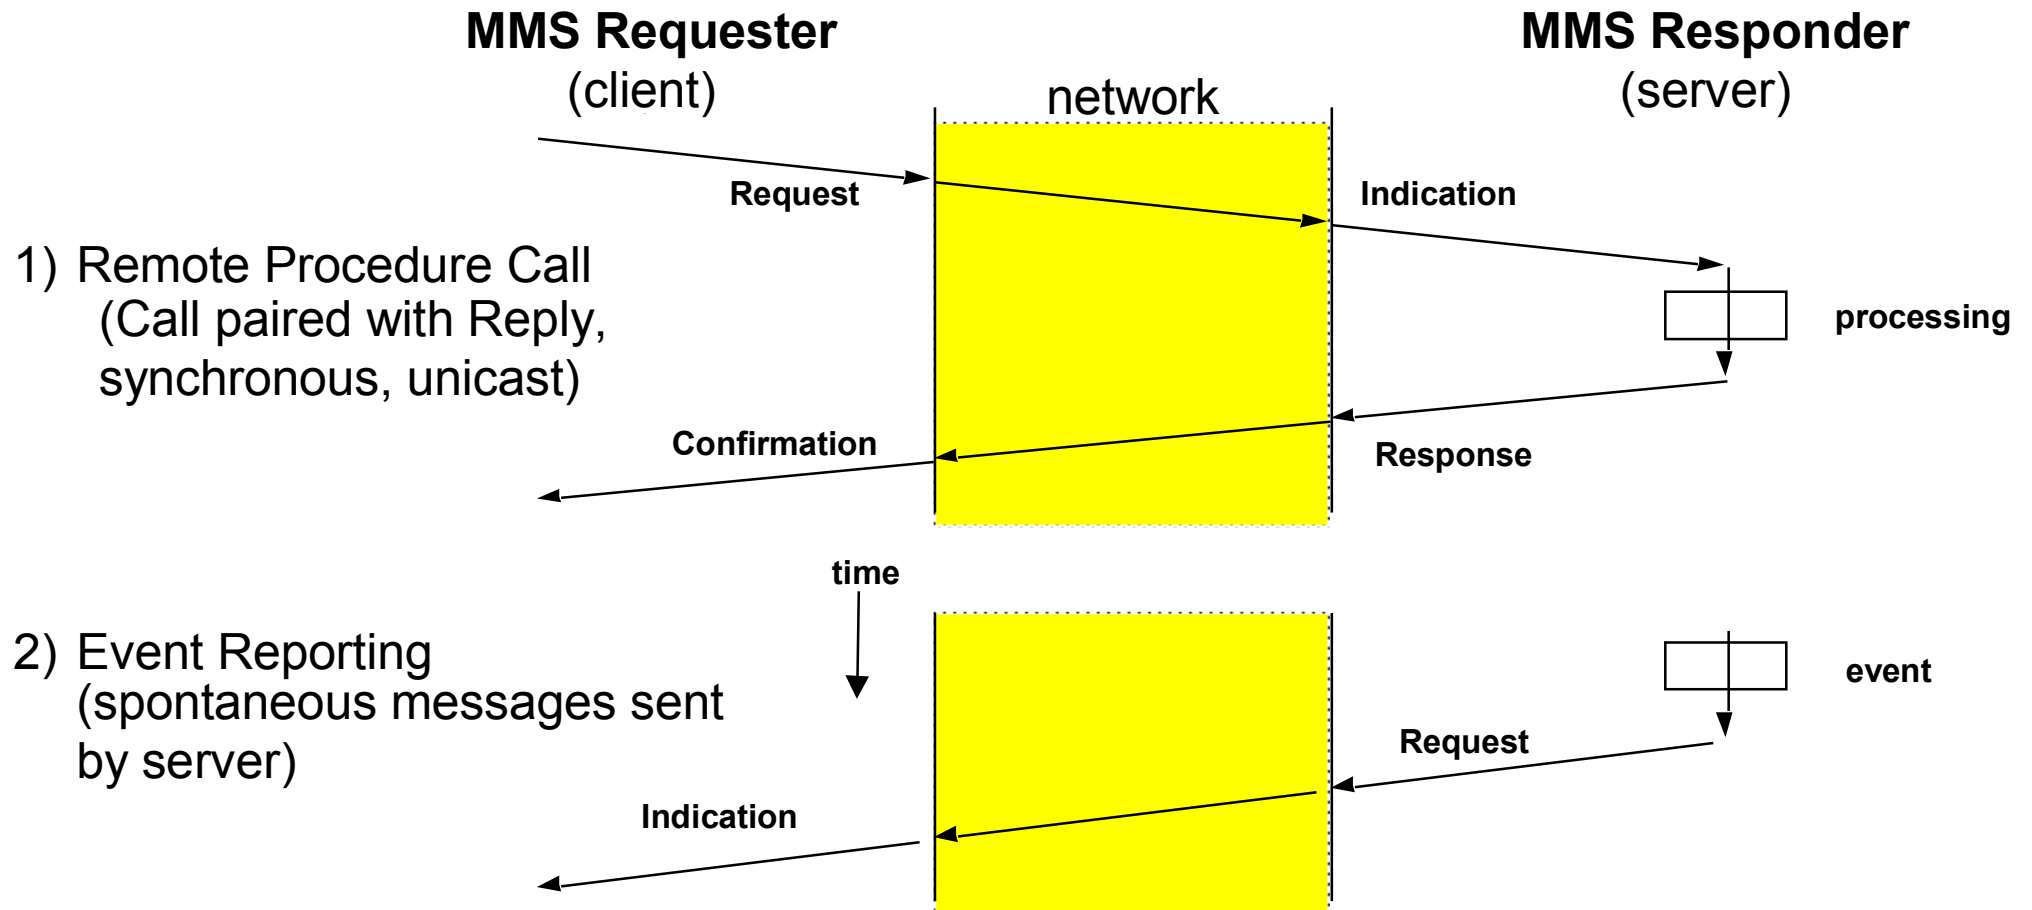 MMS Requester
(client)
network
MMS Responder
(server)
Request
Indication
1) Remote Procedure Call
(Call paired with Reply,
synchronous, unicast)
processing
Confirmation
Response
time
2) Event Reporting
(spontaneous messages sent
by server)
event
Request
Indication